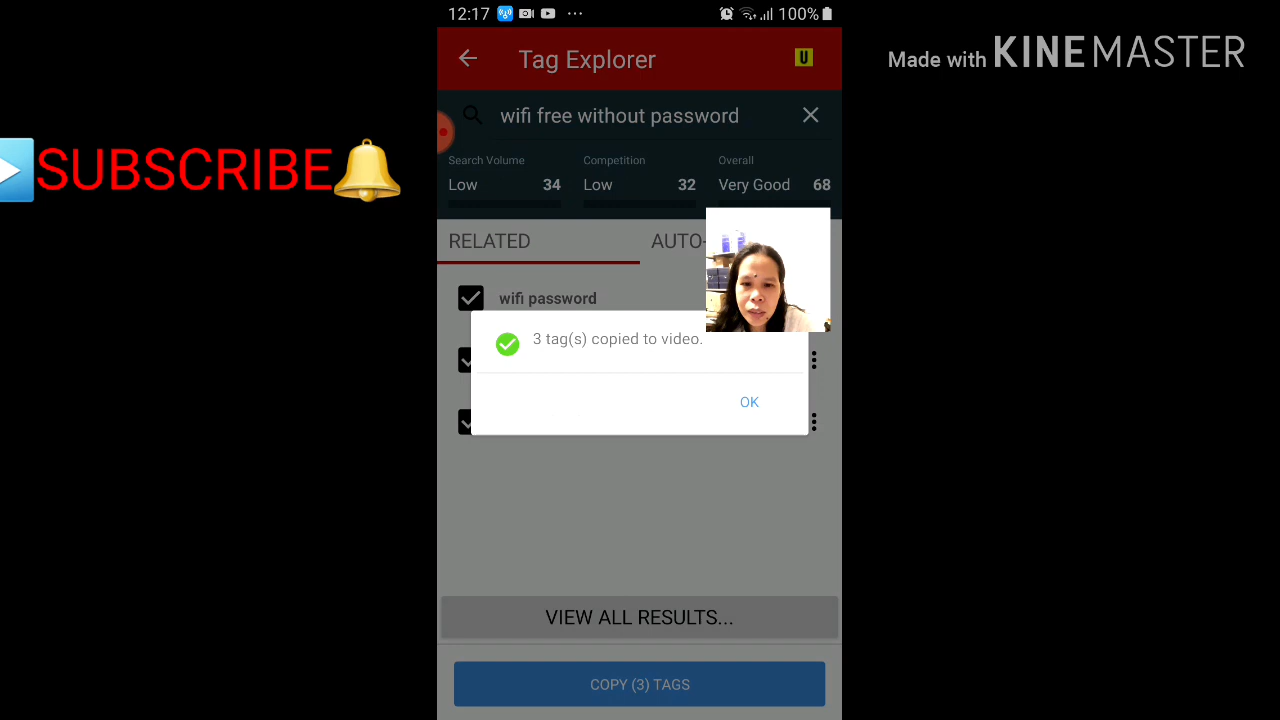 12:17
100%
Made with KINEMASTER
Tag Explorer
U
wifi free without password
SUBSCRIBE
Search Volume
Competition
Overall
Low 34
Low 32
Very Good 68
RELATED
AUTO-
wifi password
3 tag(s) copied to video.
OK
VIEW ALL RESULTS...
COPY (3) TAGS